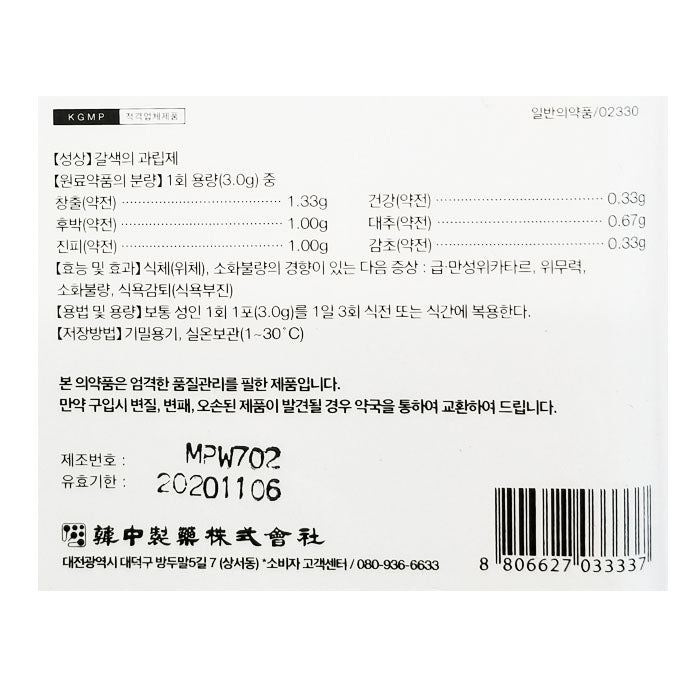 KGMP 적격업체제품
일반의약품/02330
【성상】 갈색의 과립제
【원료약품의 분량】 1회 용량(3.0g) 중
창출(약전) 1.33g 건강(약전) 0.33g
후박(약전) 1.00g 대추(약전) 0.67g
진피(약전) 1.00g 감초(약전) 0.33g
【효능 및 효과】 식체(위체), 소화불량의 경향이 있는 다음 증상 : 급·만성위카타르, 위무력,
소화불량, 식욕감퇴(식욕부진)
【용법 및 용량】 보통 성인 1회 1포(3.0g)를 1일 3회 식전 또는 식간에 복용한다.
【저장방법】 기밀용기, 실온보관(1~30˚C)
본 의약품은 엄격한 품질관리를 필한 제품입니다.
만약 구입시 변질, 변패, 오손된 제품이 발견될 경우 약국을 통하여 교환하여 드립니다.
제조번호 : MPW702
유효기한 : 20201106
韓中製藥株式會社
대전광역시 대덕구 방두말5길 7 (상서동) *소비자 고객센터 / 080-936-6633
8 806627 033337